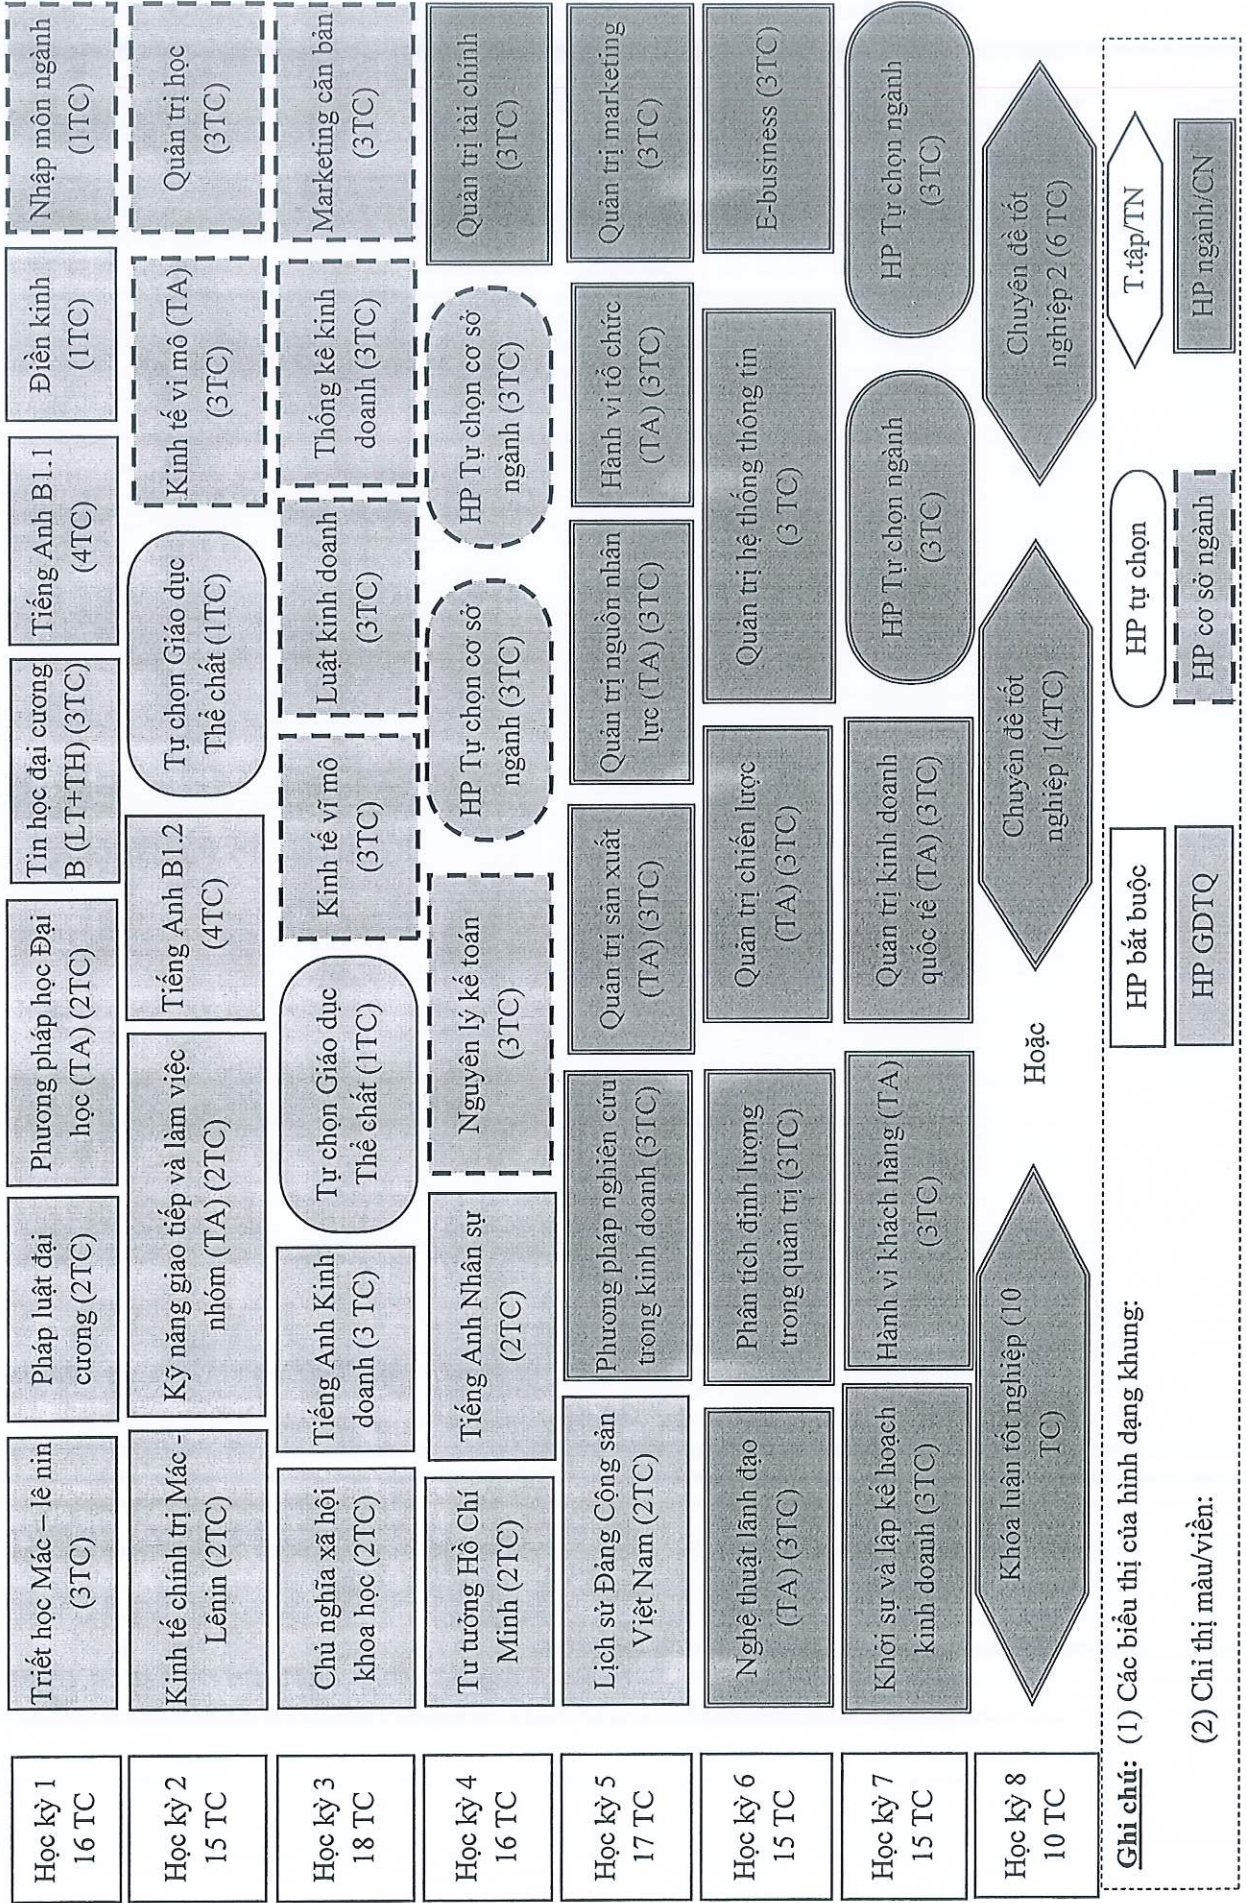 Học kỳ 1
16 TC
Triết học Mác – lê nin
(3TC)
Pháp luật đại
cương (2TC)
Phương pháp học Đại
học (TA) (2TC)
Tin học đại cương
B (LT+TH) (3TC)
Tiếng Anh B1.1
(4TC)
Điền kinh
(1TC)
Nhập môn ngành
(1TC)
Học kỳ 2
15 TC
Kinh tế chính trị Mác -
Lênin (2TC)
Kỹ năng giao tiếp và làm việc
nhóm (TA) (2TC)
Tiếng Anh B1.2
(4TC)
Tự chọn Giáo dục
Thể chất (1TC)
Kinh tế vi mô (TA)
(3TC)
Quản trị học
(3TC)
Học kỳ 3
18 TC
Chủ nghĩa xã hội
khoa học (2TC)
Tiếng Anh Kinh
doanh (3 TC)
Tự chọn Giáo dục
Thể chất (1TC)
Kinh tế vĩ mô
(3TC)
Luật kinh doanh
(3TC)
Thống kê kinh
doanh (3TC)
Marketing căn bản
(3TC)
Học kỳ 4
16 TC
Tư tưởng Hồ Chí
Minh (2TC)
Tiếng Anh Nhân sự
(2TC)
Nguyên lý kế toán
(3TC)
HP Tự chọn cơ sở
ngành (3TC)
HP Tự chọn cơ sở
ngành (3TC)
Quản trị tài chính
(3TC)
Học kỳ 5
17 TC
Lịch sử Đảng Cộng sản
Việt Nam (2TC)
Phương pháp nghiên cứu
trong kinh doanh (3TC)
Quản trị sản xuất
(TA) (3TC)
Quản trị nguồn nhân
lực (TA) (3TC)
Hành vi tổ chức
(TA) (3TC)
Quản trị marketing
(3TC)
Học kỳ 6
15 TC
Nghệ thuật lãnh đạo
(TA) (3TC)
Phân tích định lượng
trong quản trị (3TC)
Quản trị chiến lược
(TA) (3TC)
Quản trị hệ thống thông tin
(3 TC)
E-business (3TC)
Học kỳ 7
15 TC
Khởi sự và lập kế hoạch
kinh doanh (3TC)
Hành vi khách hàng (TA)
(3TC)
Quản trị kinh doanh
quốc tế (TA) (3TC)
HP Tự chọn ngành
(3TC)
HP Tự chọn ngành
(3TC)
Học kỳ 8
10 TC
Khóa luận tốt nghiệp (10
TC)
Hoặc
Chuyên đề tốt
nghiệp 1(4TC)
Chuyên đề tốt
nghiệp 2 (6 TC)
Ghi chú: (1) Các biểu thị của hình dạng khung:
HP bắt buộc
HP tự chọn
T.tập/TN
(2) Chỉ thị màu/viền:
HP GDTQ
HP cơ sở ngành
HP ngành/CN